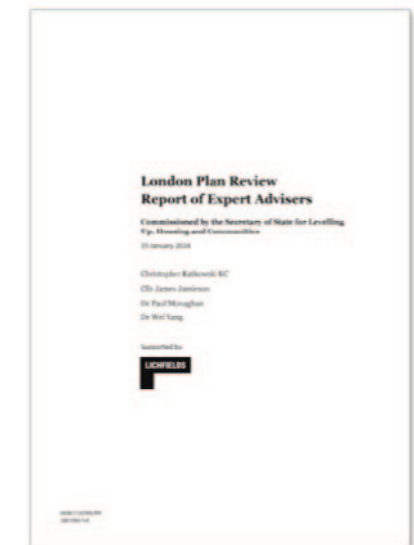 London Plan Review
Report of Expert Advisers
Commissioned by the Secretary of State for Levelling
Up, Housing and Communities
15 January 2024
Christopher Katkowski KC
Cllr James Jamieson
Dr Paul Monaghan
Dr Wei Yang
Supported by
LICHFIELDS